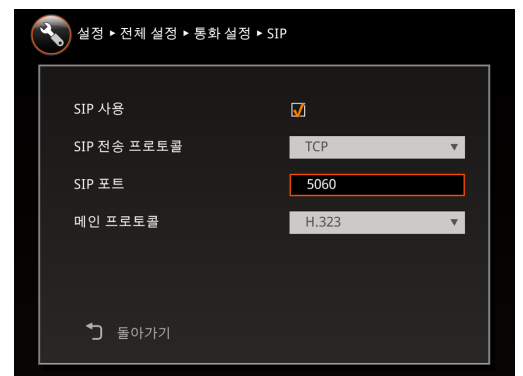 설정 ▸ 전체 설정 ▸ 통화 설정 ▸ SIP
SIP 사용
SIP 전송 프로토콜 TCP
SIP 포트 5060
메인 프로토콜 H.323
돌아가기